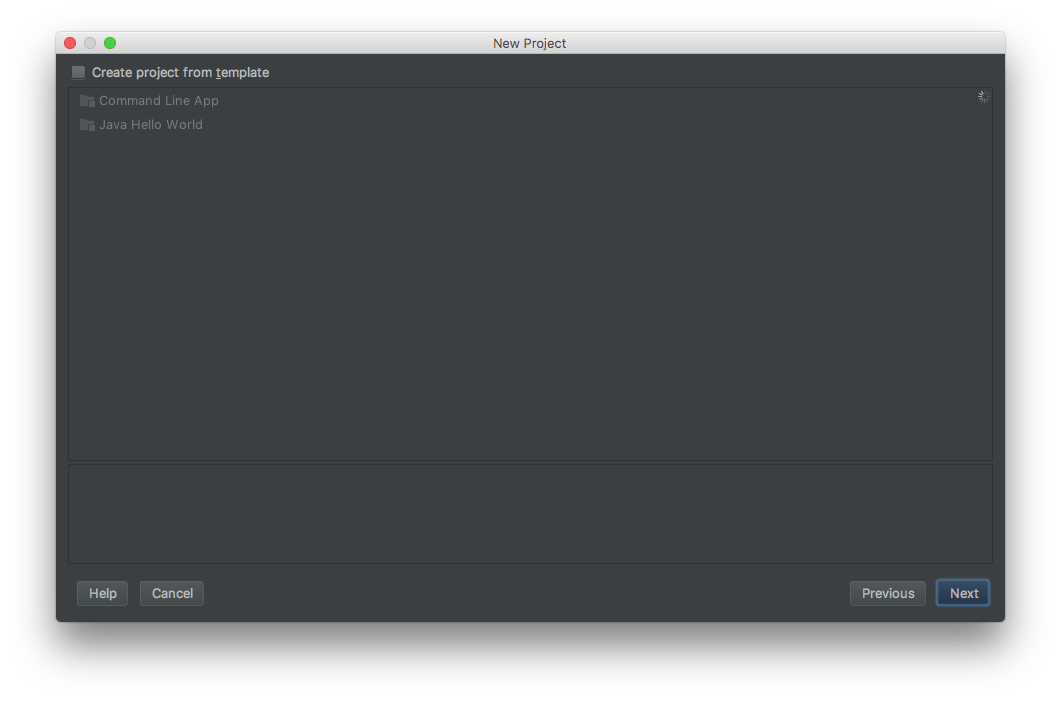 New Project
Create project from template
Command Line App
Java Hello World
Help Cancel Previous Next